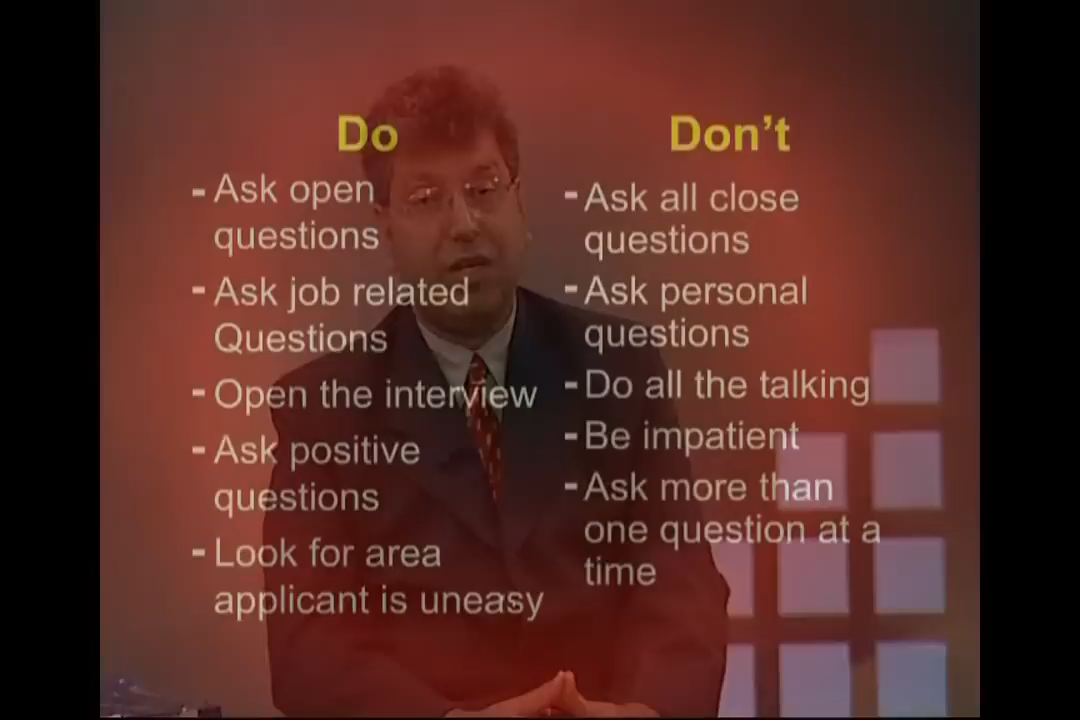 Do
- Ask open
questions
- Ask job related
Questions
- Open the interview
- Ask positive
questions
- Look for area
applicant is uneasy
Don't
- Ask all close
questions
- Ask personal
questions
- Do all the talking
- Be impatient
- Ask more than
one question at a
time